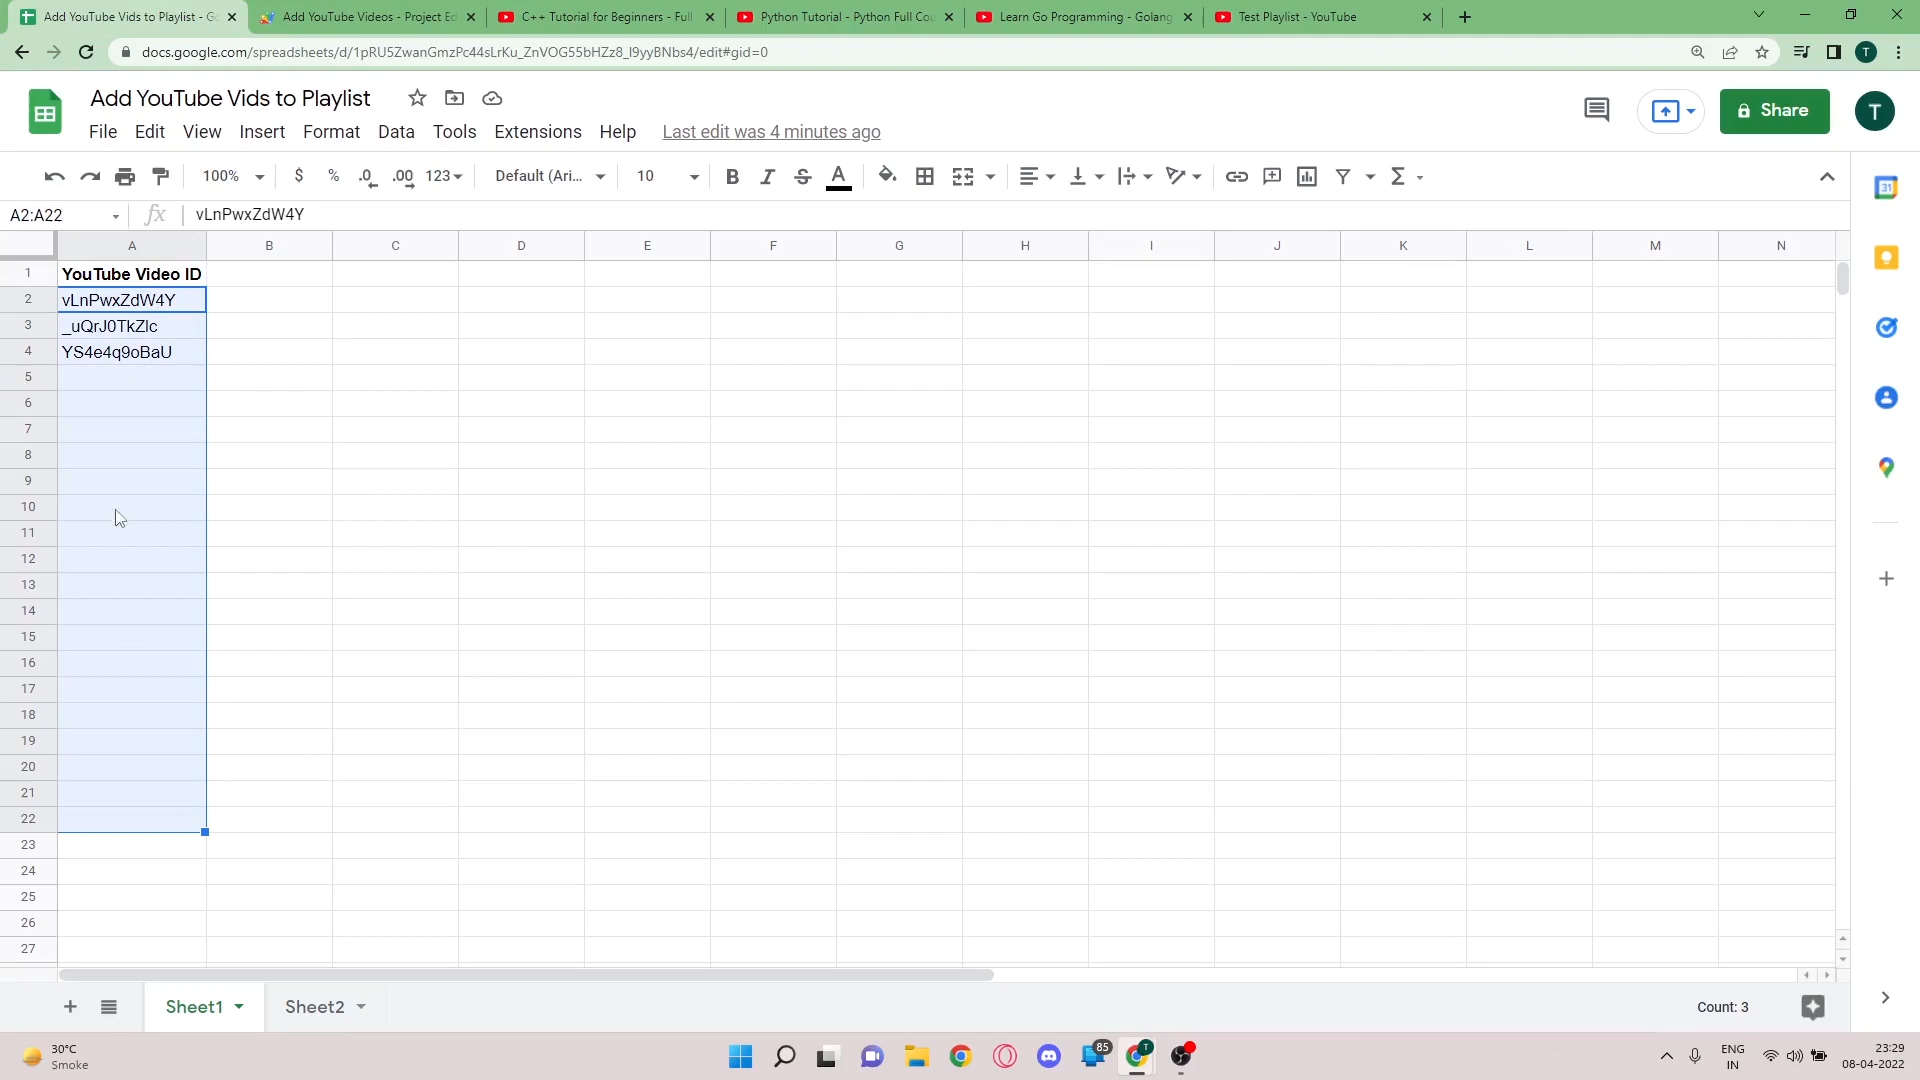 Add YouTube Vids to Playlist - Go
Add YouTube Videos - Project Ed
C++ Tutorial for Beginners - Full
Python Tutorial - Python Full Cou
Learn Go Programming - Golang
Test Playlist - YouTube
docs.google.com/spreadsheets/d/1pRU5ZwanGmzPc44sLrKu_ZnVOG55bHZz8_l9yyBNbs4/edit#gid=0
T
Add YouTube Vids to Playlist
Share
T
File Edit View Insert Format Data Tools Extensions Help Last edit was 4 minutes ago
100% $ % .0 .00 123 Default (Ari... 10 B I S A Σ
31
A2:A22 fx vLnPwxZdW4Y
A B C D E F G H I J K L M N
1 YouTube Video ID
2 vLnPwxZdW4Y
3 _uQrJ0TkZlc
4 YS4e4q9oBaU
5
6
7
8
9
10
11
12
13
14
15
16
17
18
19
20
21
22
23
24
25
26
27
Sheet1 Sheet2 Count: 3
30°C
Smoke
85
T
ENG
IN
23:29
08-04-2022